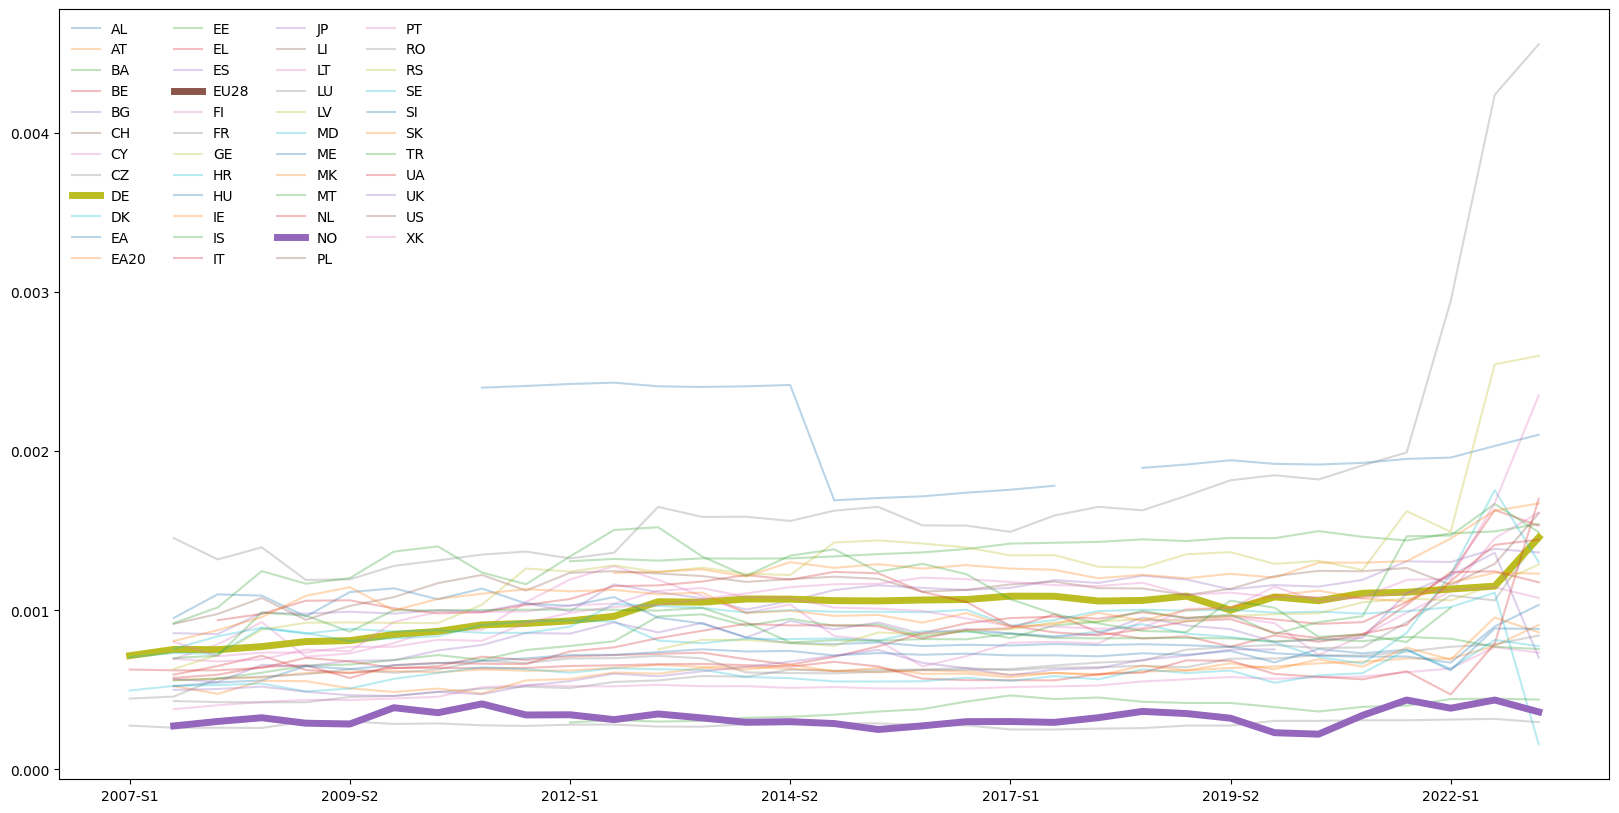 AL EE JP PT
AT EL LI RO
BA ES LT RS
BE EU28 LU SE
BG FI LV SI
CH FR MD SK
CY GE ME TR
CZ HR MK UA
DE HU MT UK
DK IE NL US
EA IS NO XK
EA20 IT PL
0.004
0.003
0.002
0.001
0.000
2007-S1 2009-S2 2012-S1 2014-S2 2017-S1 2019-S2 2022-S1